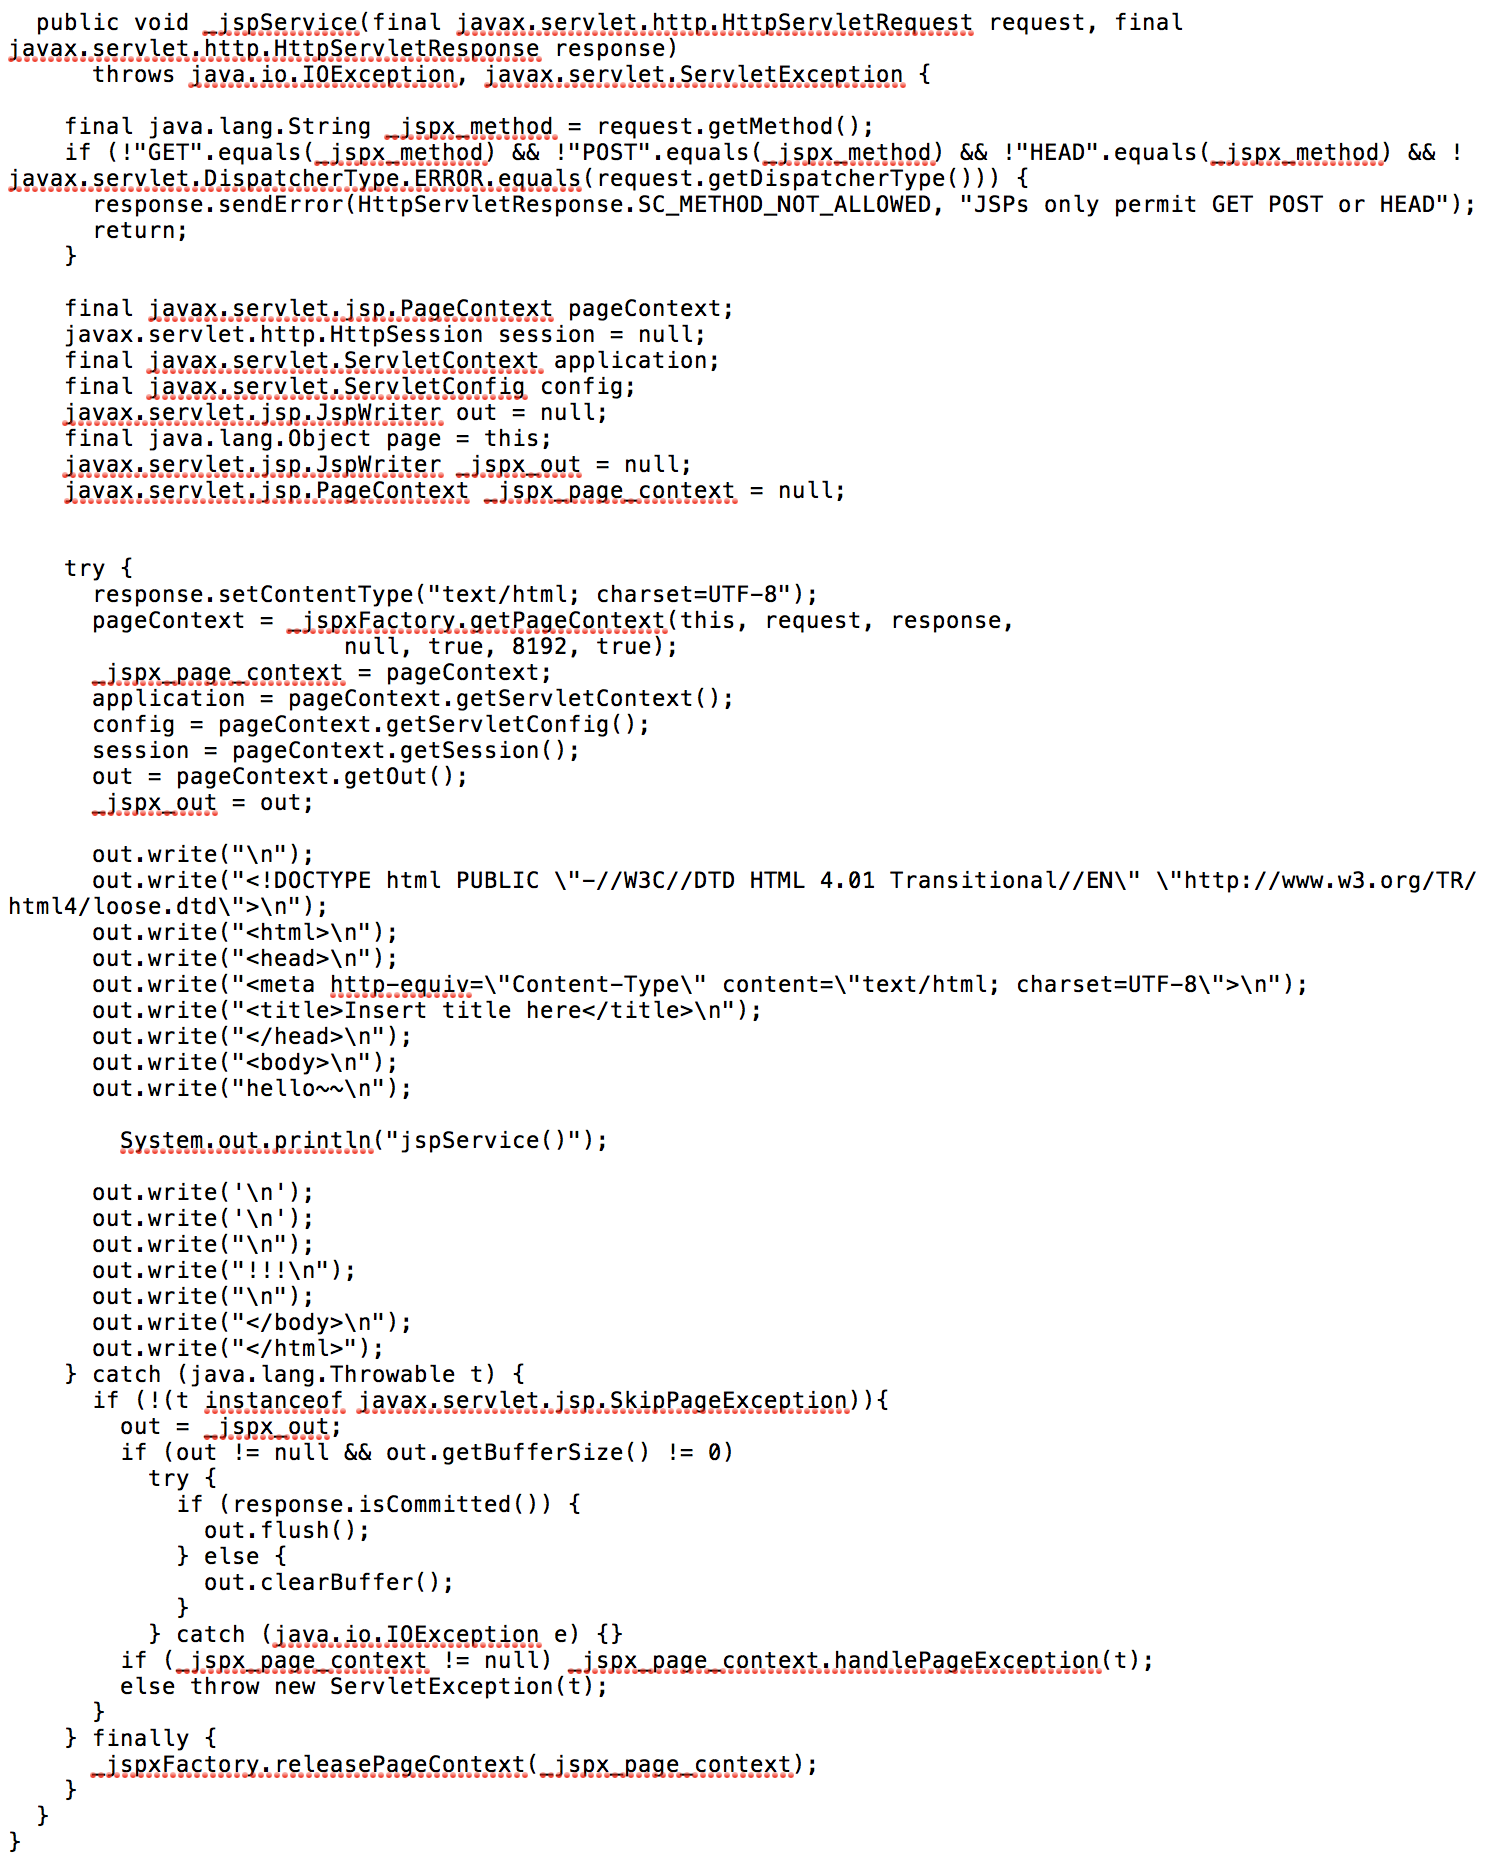 public void _jspService(final javax.servlet.http.HttpServletRequest request, final
javax.servlet.http.HttpServletResponse response)
      throws java.io.IOException, javax.servlet.ServletException {

    final java.lang.String _jspx_method = request.getMethod();
    if (!"GET".equals(_jspx_method) && !"POST".equals(_jspx_method) && !"HEAD".equals(_jspx_method) && !
javax.servlet.DispatcherType.ERROR.equals(request.getDispatcherType())) {
      response.sendError(HttpServletResponse.SC_METHOD_NOT_ALLOWED, "JSPs only permit GET POST or HEAD");
      return;
    }

    final javax.servlet.jsp.PageContext pageContext;
    javax.servlet.http.HttpSession session = null;
    final javax.servlet.ServletContext application;
    final javax.servlet.ServletConfig config;
    javax.servlet.jsp.JspWriter out = null;
    final java.lang.Object page = this;
    javax.servlet.jsp.JspWriter _jspx_out = null;
    javax.servlet.jsp.PageContext _jspx_page_context = null;


    try {
      response.setContentType("text/html; charset=UTF-8");
      pageContext = _jspxFactory.getPageContext(this, request, response,
                        null, true, 8192, true);
      _jspx_page_context = pageContext;
      application = pageContext.getServletContext();
      config = pageContext.getServletConfig();
      session = pageContext.getSession();
      out = pageContext.getOut();
      _jspx_out = out;

      out.write("\n");
      out.write("<!DOCTYPE html PUBLIC \"-//W3C//DTD HTML 4.01 Transitional//EN\" \"http://www.w3.org/TR/
html4/loose.dtd\">\n");
      out.write("<html>\n");
      out.write("<head>\n");
      out.write("<meta http-equiv=\"Content-Type\" content=\"text/html; charset=UTF-8\">\n");
      out.write("<title>Insert title here</title>\n");
      out.write("</head>\n");
      out.write("<body>\n");
      out.write("hello~~\n");

        System.out.println("jspService()");

      out.write('\n');
      out.write('\n');
      out.write("\n");
      out.write("!!!\n");
      out.write("\n");
      out.write("</body>\n");
      out.write("</html>");
    } catch (java.lang.Throwable t) {
      if (!(t instanceof javax.servlet.jsp.SkipPageException)){
        out = _jspx_out;
        if (out != null && out.getBufferSize() != 0)
          try {
            if (response.isCommitted()) {
              out.flush();
            } else {
              out.clearBuffer();
            }
          } catch (java.io.IOException e) {}
        if (_jspx_page_context != null) _jspx_page_context.handlePageException(t);
        else throw new ServletException(t);
      }
    } finally {
      _jspxFactory.releasePageContext(_jspx_page_context);
    }
  }
}